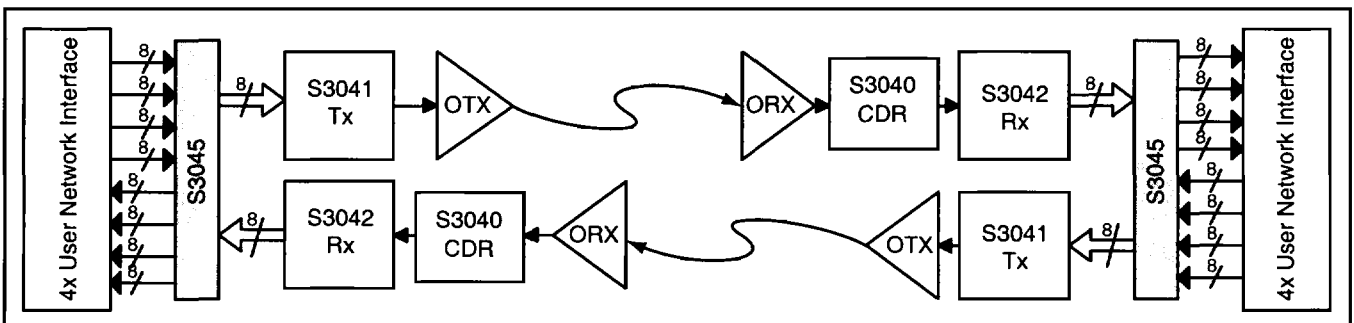 4x User Network Interface
8
8
8
8
8
8
8
8
S3045
8
S3041
Tx
OTX
ORX
S3040
CDR
S3042
Rx
8
S3045
8
8
8
8
8
8
8
8
4x User Network Interface
8
S3042
Rx
S3040
CDR
ORX
OTX
S3041
Tx
8